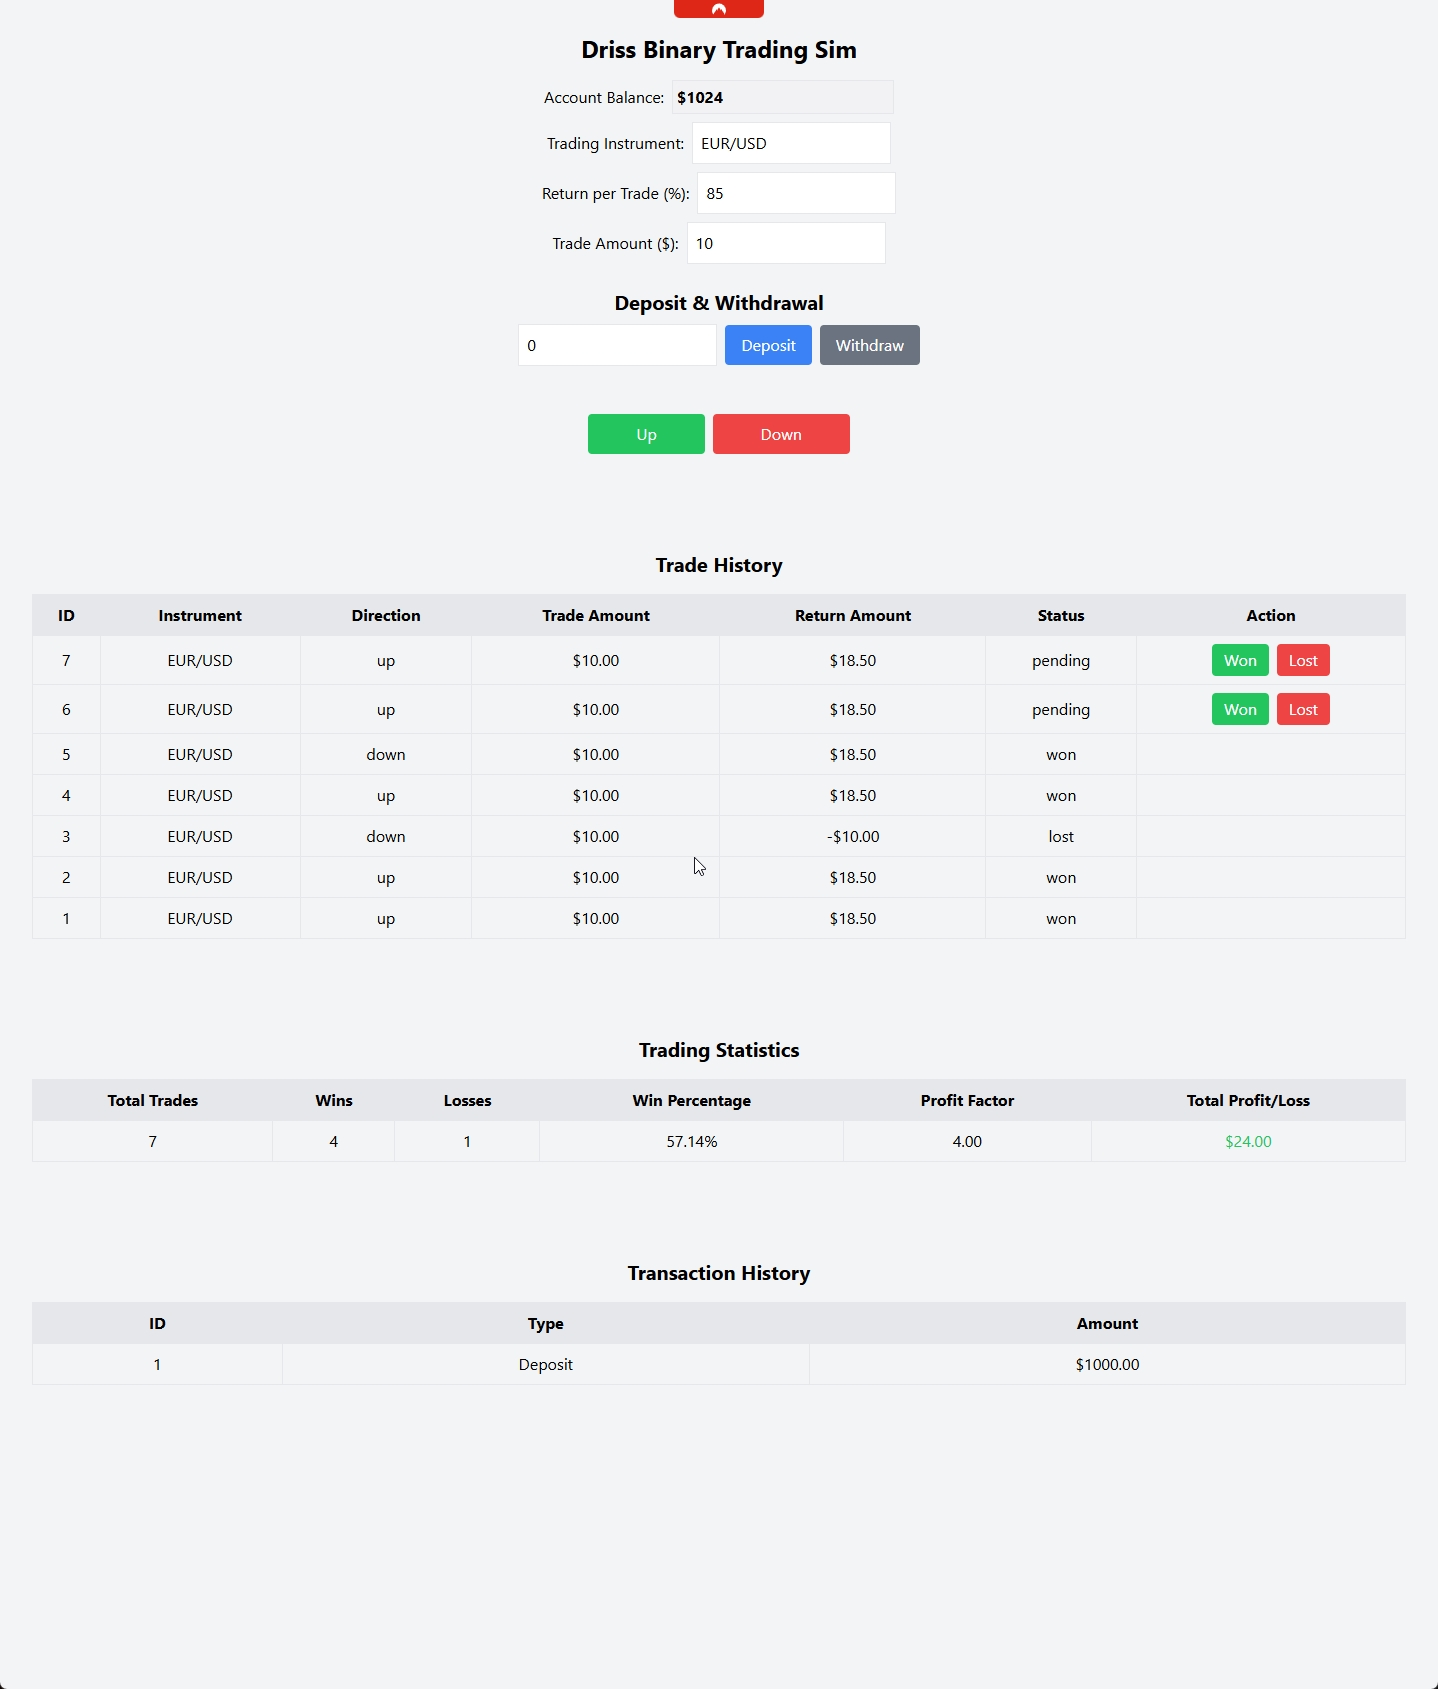 Driss Binary Trading Sim
Account Balance: $1024
Trading Instrument: EUR/USD
Return per Trade (%): 85
Trade Amount ($): 10
Deposit & Withdrawal
0 Deposit Withdraw
Up Down
Trade History
ID Instrument Direction Trade Amount Return Amount Status Action
7 EUR/USD up $10.00 $18.50 pending Won Lost
6 EUR/USD up $10.00 $18.50 pending Won Lost
5 EUR/USD down $10.00 $18.50 won
4 EUR/USD up $10.00 $18.50 won
3 EUR/USD down $10.00 -$10.00 lost
2 EUR/USD up $10.00 $18.50 won
1 EUR/USD up $10.00 $18.50 won
Trading Statistics
Total Trades Wins Losses Win Percentage Profit Factor Total Profit/Loss
7 4 1 57.14% 4.00 $24.00
Transaction History
ID Type Amount
1 Deposit $1000.00